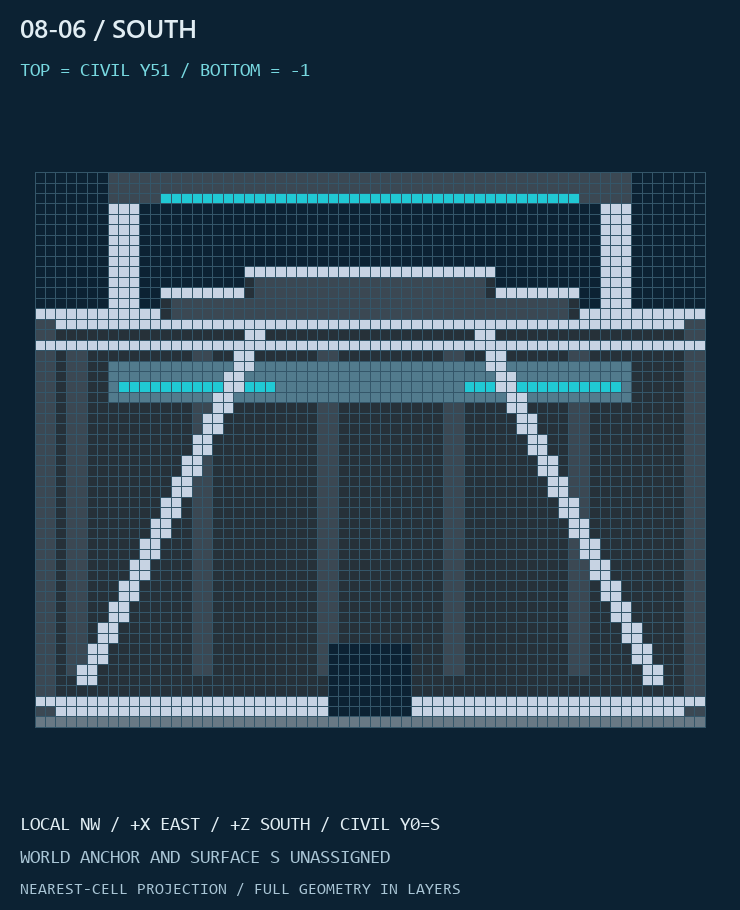 08-06 / SOUTH
TOP = CIVIL Y51 / BOTTOM = -1
LOCAL NW / +X EAST / +Z SOUTH / CIVIL Y0=S
WORLD ANCHOR AND SURFACE S UNASSIGNED
NEAREST-CELL PROJECTION / FULL GEOMETRY IN LAYERS